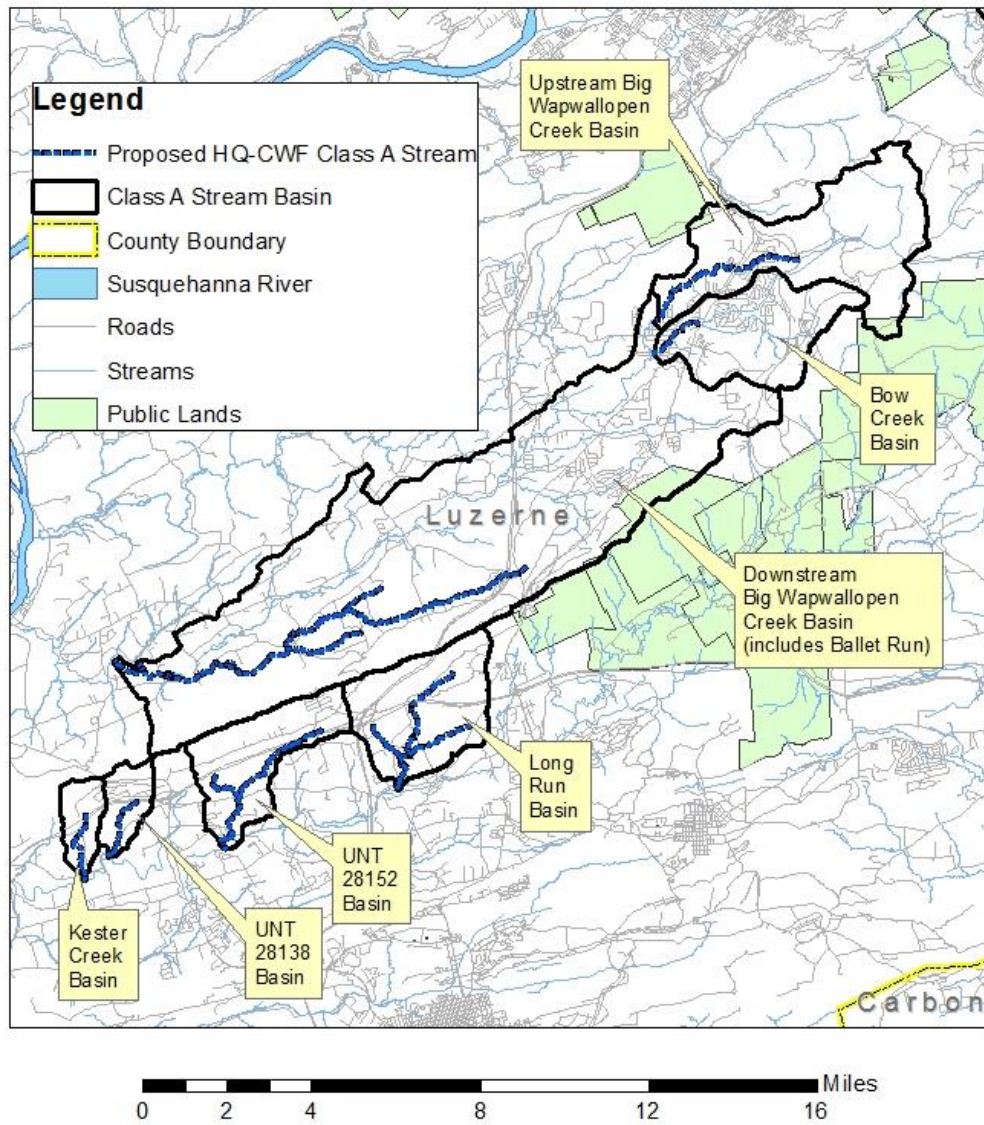 Legend
Proposed HQ-CWF Class A Stream
Class A Stream Basin
County Boundary
Susquehanna River
Roads
Streams
Public Lands
Upstream Big
Wapwallopen
Creek Basin
Bow
Creek
Basin
Luzerne
Downstream
Big Wapwallopen
Creek Basin
(includes Ballet Run)
Long
Run
Basin
UNT
28152
Basin
UNT
28138
Basin
Kester
Creek
Basin
Carbon
Miles
0 2 4 8 12 16